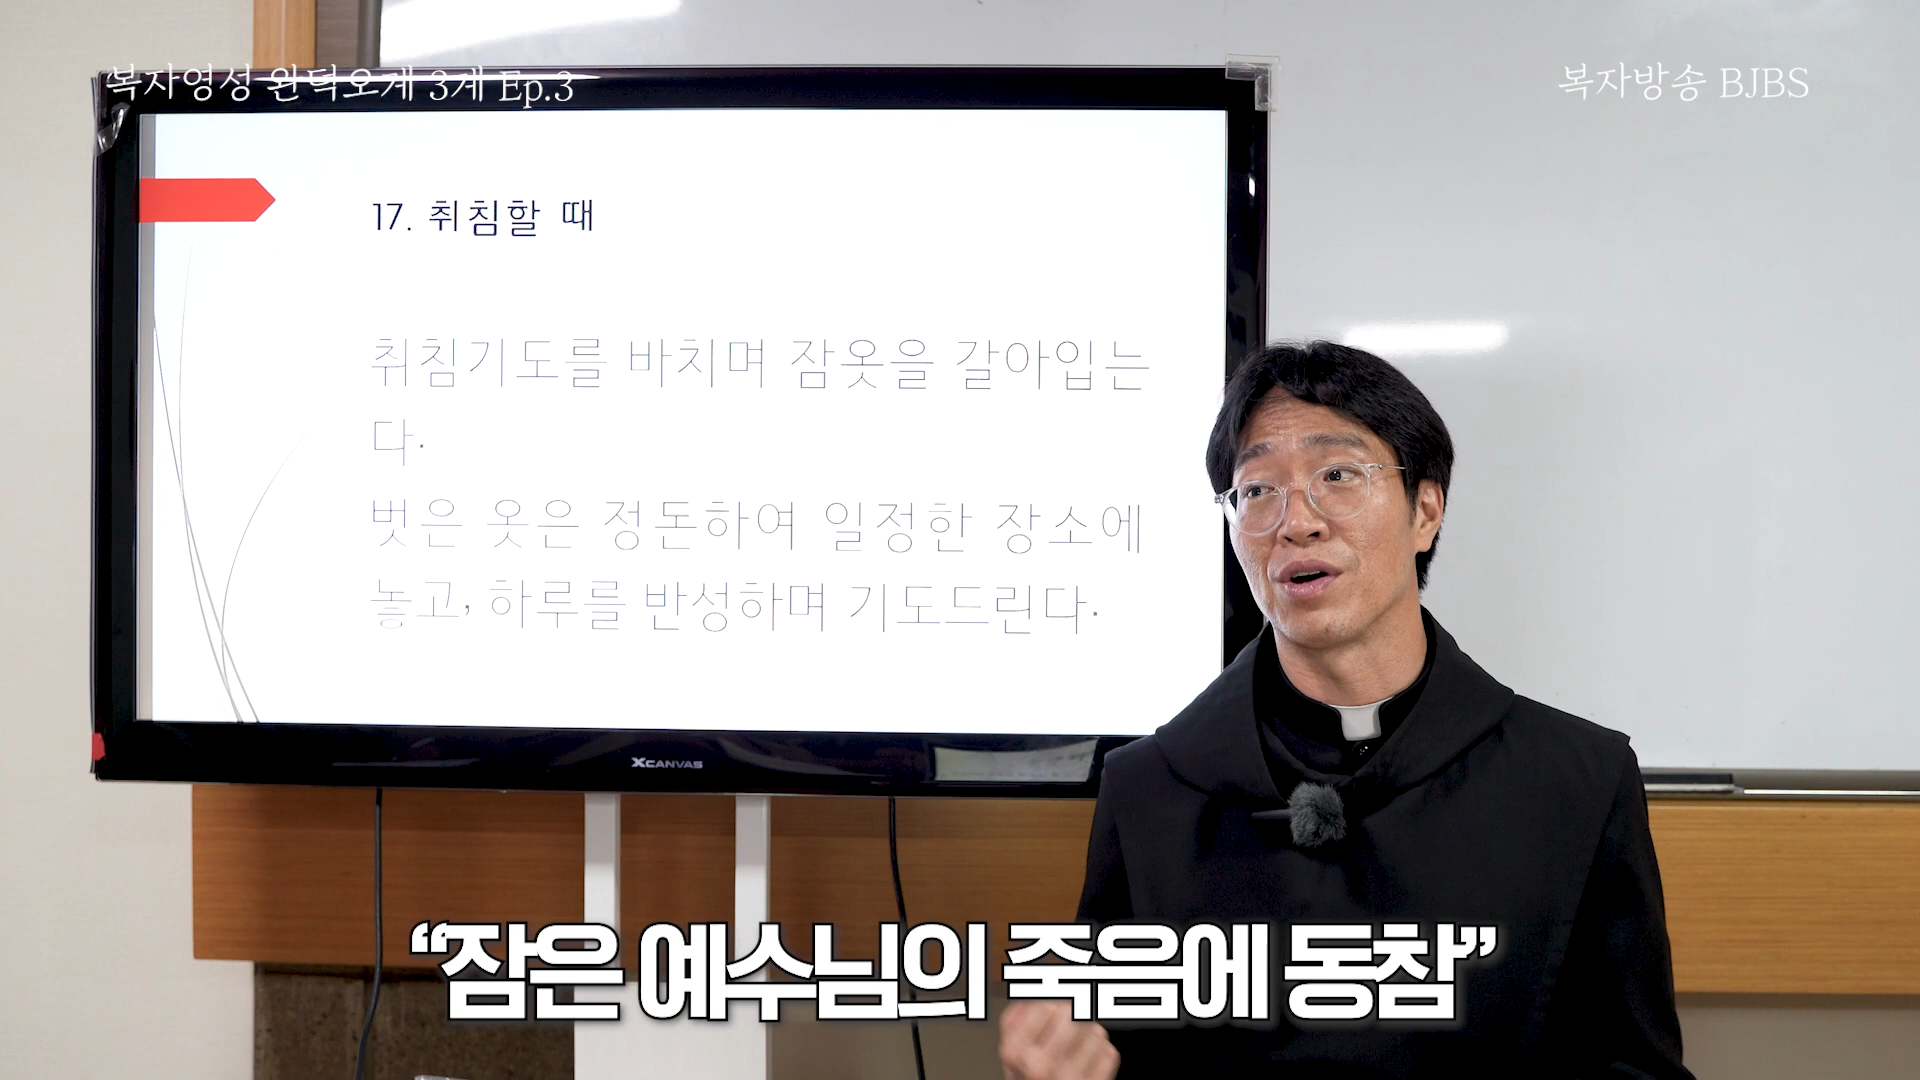 복자영성 완덕오계 3계 Ep.3
복자방송 BJBS
17. 취침할 때
취침기도를 바치며 잠옷을 갈아입는
다.
벗은 옷은 정돈하여 일정한 장소에
놓고, 하루를 반성하며 기도드린다.
XCANVAS
“잠은 예수님의 죽음에 동참”